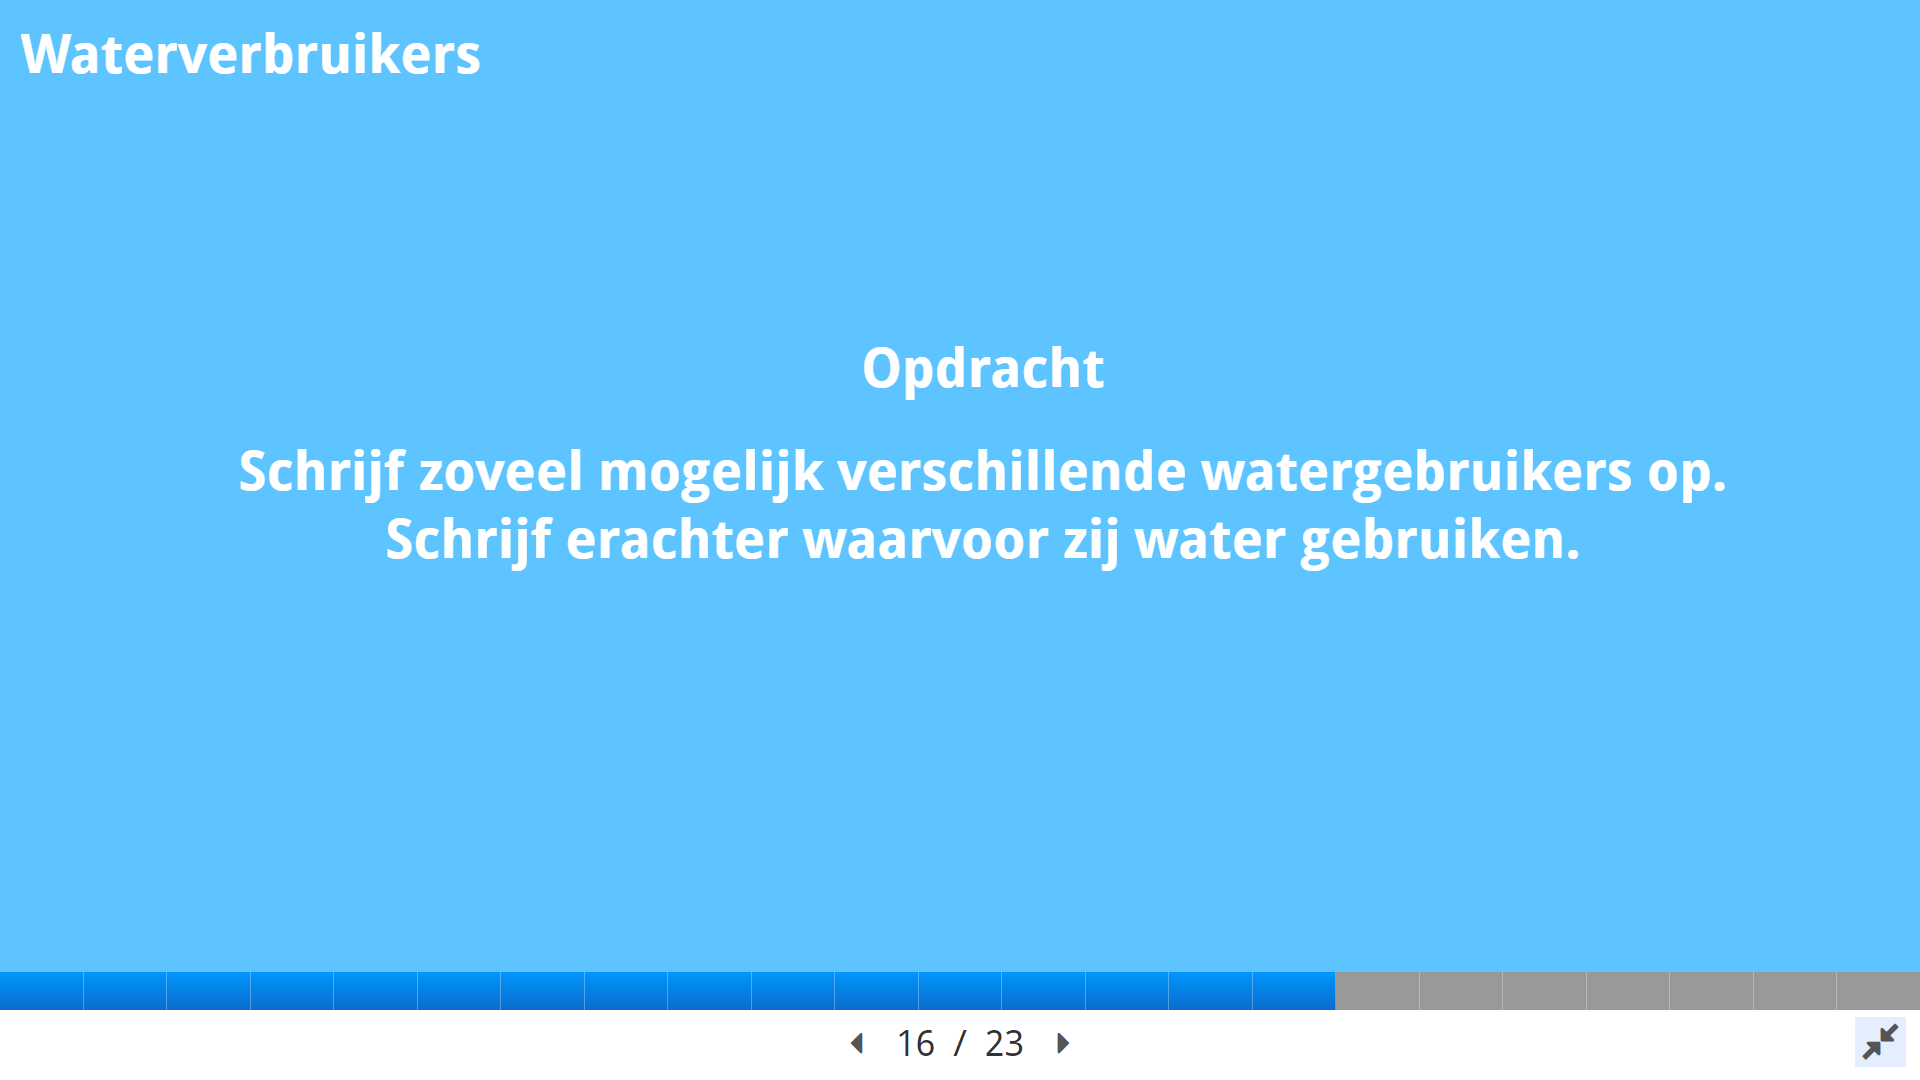 Waterverbruikers
Opdracht
Schrijf zoveel mogelijk verschillende watergebruikers op.
Schrijf erachter waarvoor zij water gebruiken.
16 / 23